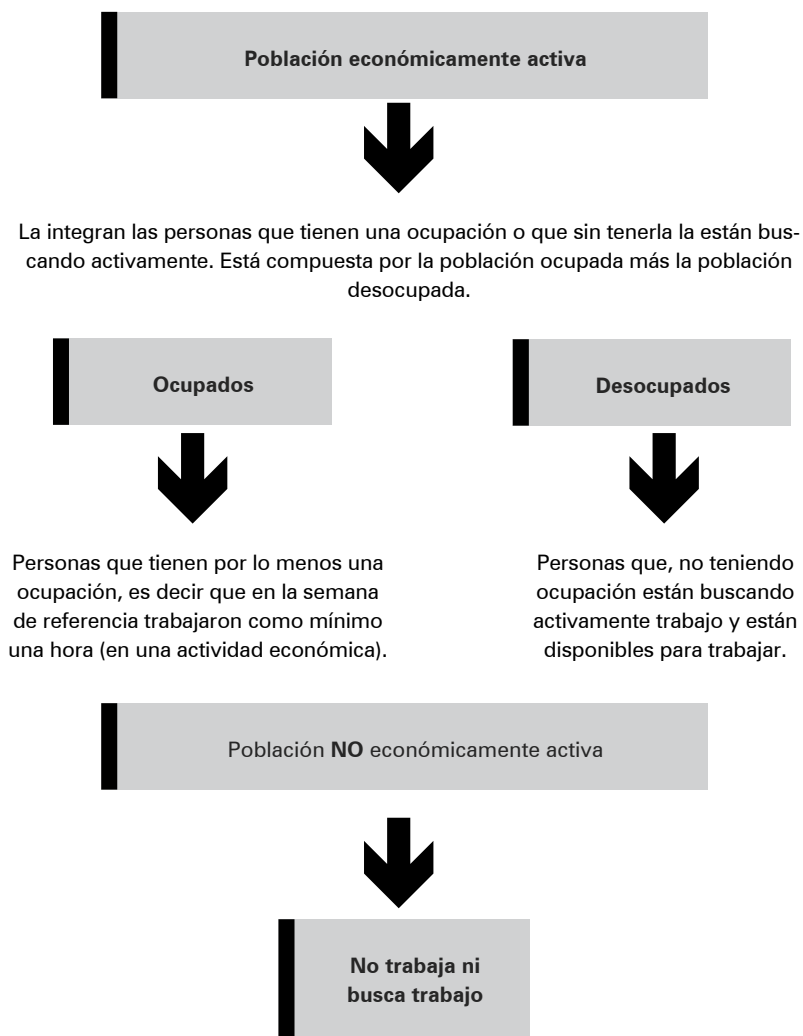 Población económicamente activa
La integran las personas que tienen una ocupación o que sin tenerla la están bus-
cando activamente. Está compuesta por la población ocupada más la población
desocupada.
Ocupados
Desocupados
Personas que tienen por lo menos una
ocupación, es decir que en la semana
de referencia trabajaron como mínimo
una hora (en una actividad económica).
Personas que, no teniendo
ocupación están buscando
activamente trabajo y están
disponibles para trabajar.
Población NO económicamente activa
No trabaja ni
busca trabajo